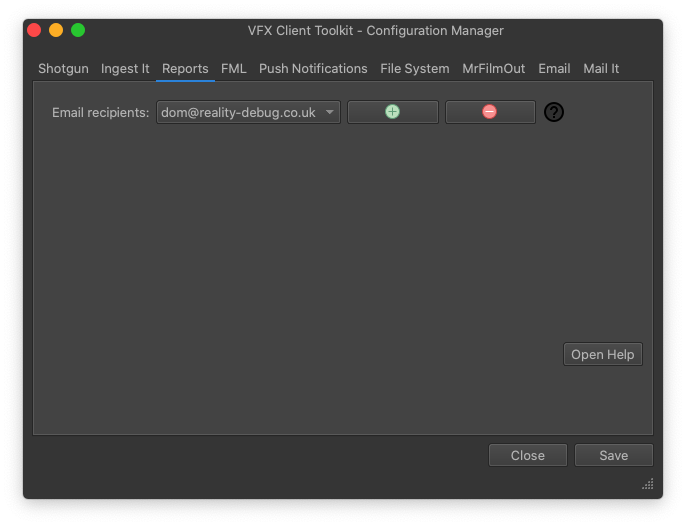 VFX Client Toolkit - Configuration Manager
Shotgun Ingest It Reports FML Push Notifications File System MrFilmOut Email Mail It
Email recipients: dom@reality-debug.co.uk
Open Help
Close Save